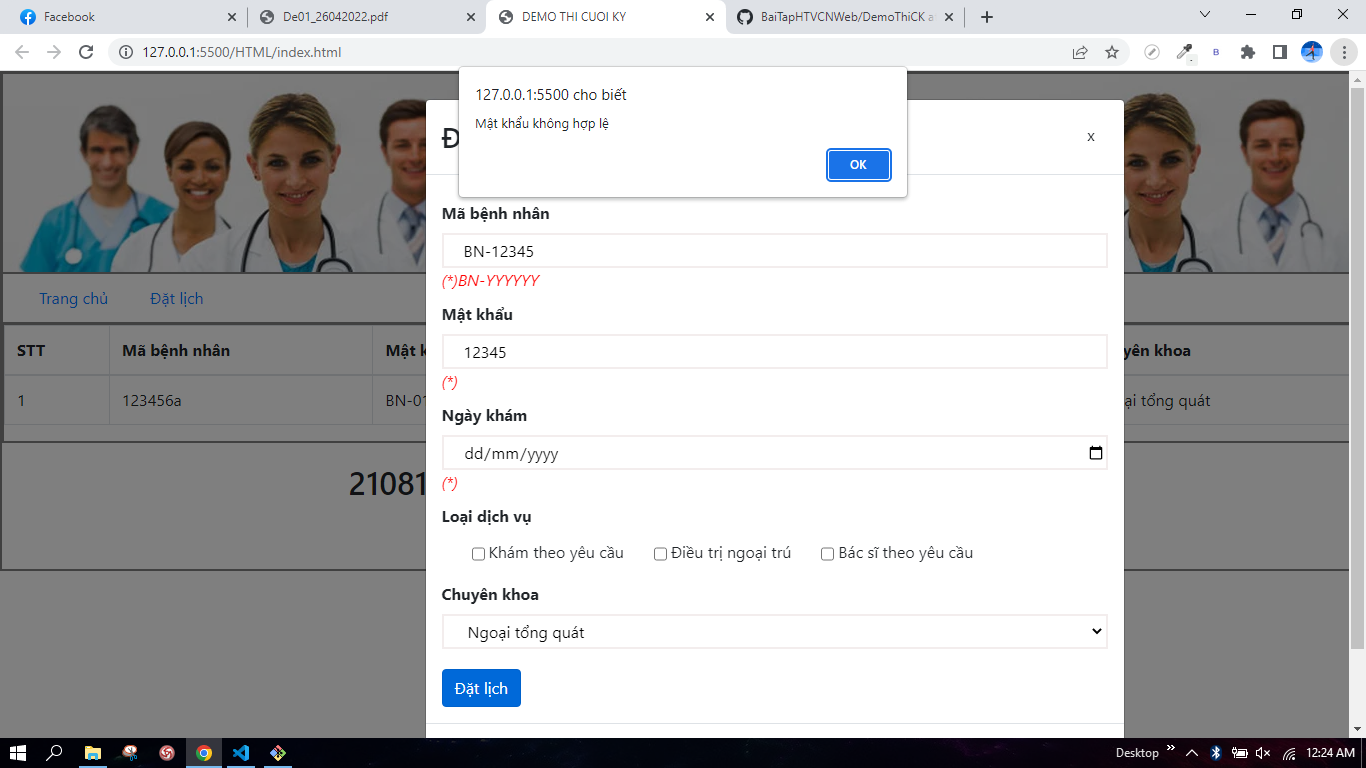 Facebook
De01_26042022.pdf
DEMO THI CUOI KY
BaiTapHTVCNWeb/DemoThiCK a
127.0.0.1:5500/HTML/index.html
127.0.0.1:5500 cho biết
Mật khẩu không hợp lệ
OK
Đ
x
Mã bệnh nhân
BN-12345
(*)BN-YYYYYY
Trang chủ
Đặt lịch
Mật khẩu
12345
(*)
STT
Mã bệnh nhân
Mật k
yên khoa
1
123456a
BN-01
ại tổng quát
Ngày khám
dd/mm/yyyy
(*)
21081
Loại dịch vụ
Khám theo yêu cầu
Điều trị ngoại trú
Bác sĩ theo yêu cầu
Chuyên khoa
Ngoại tổng quát
Đặt lịch
Desktop
12:24 AM